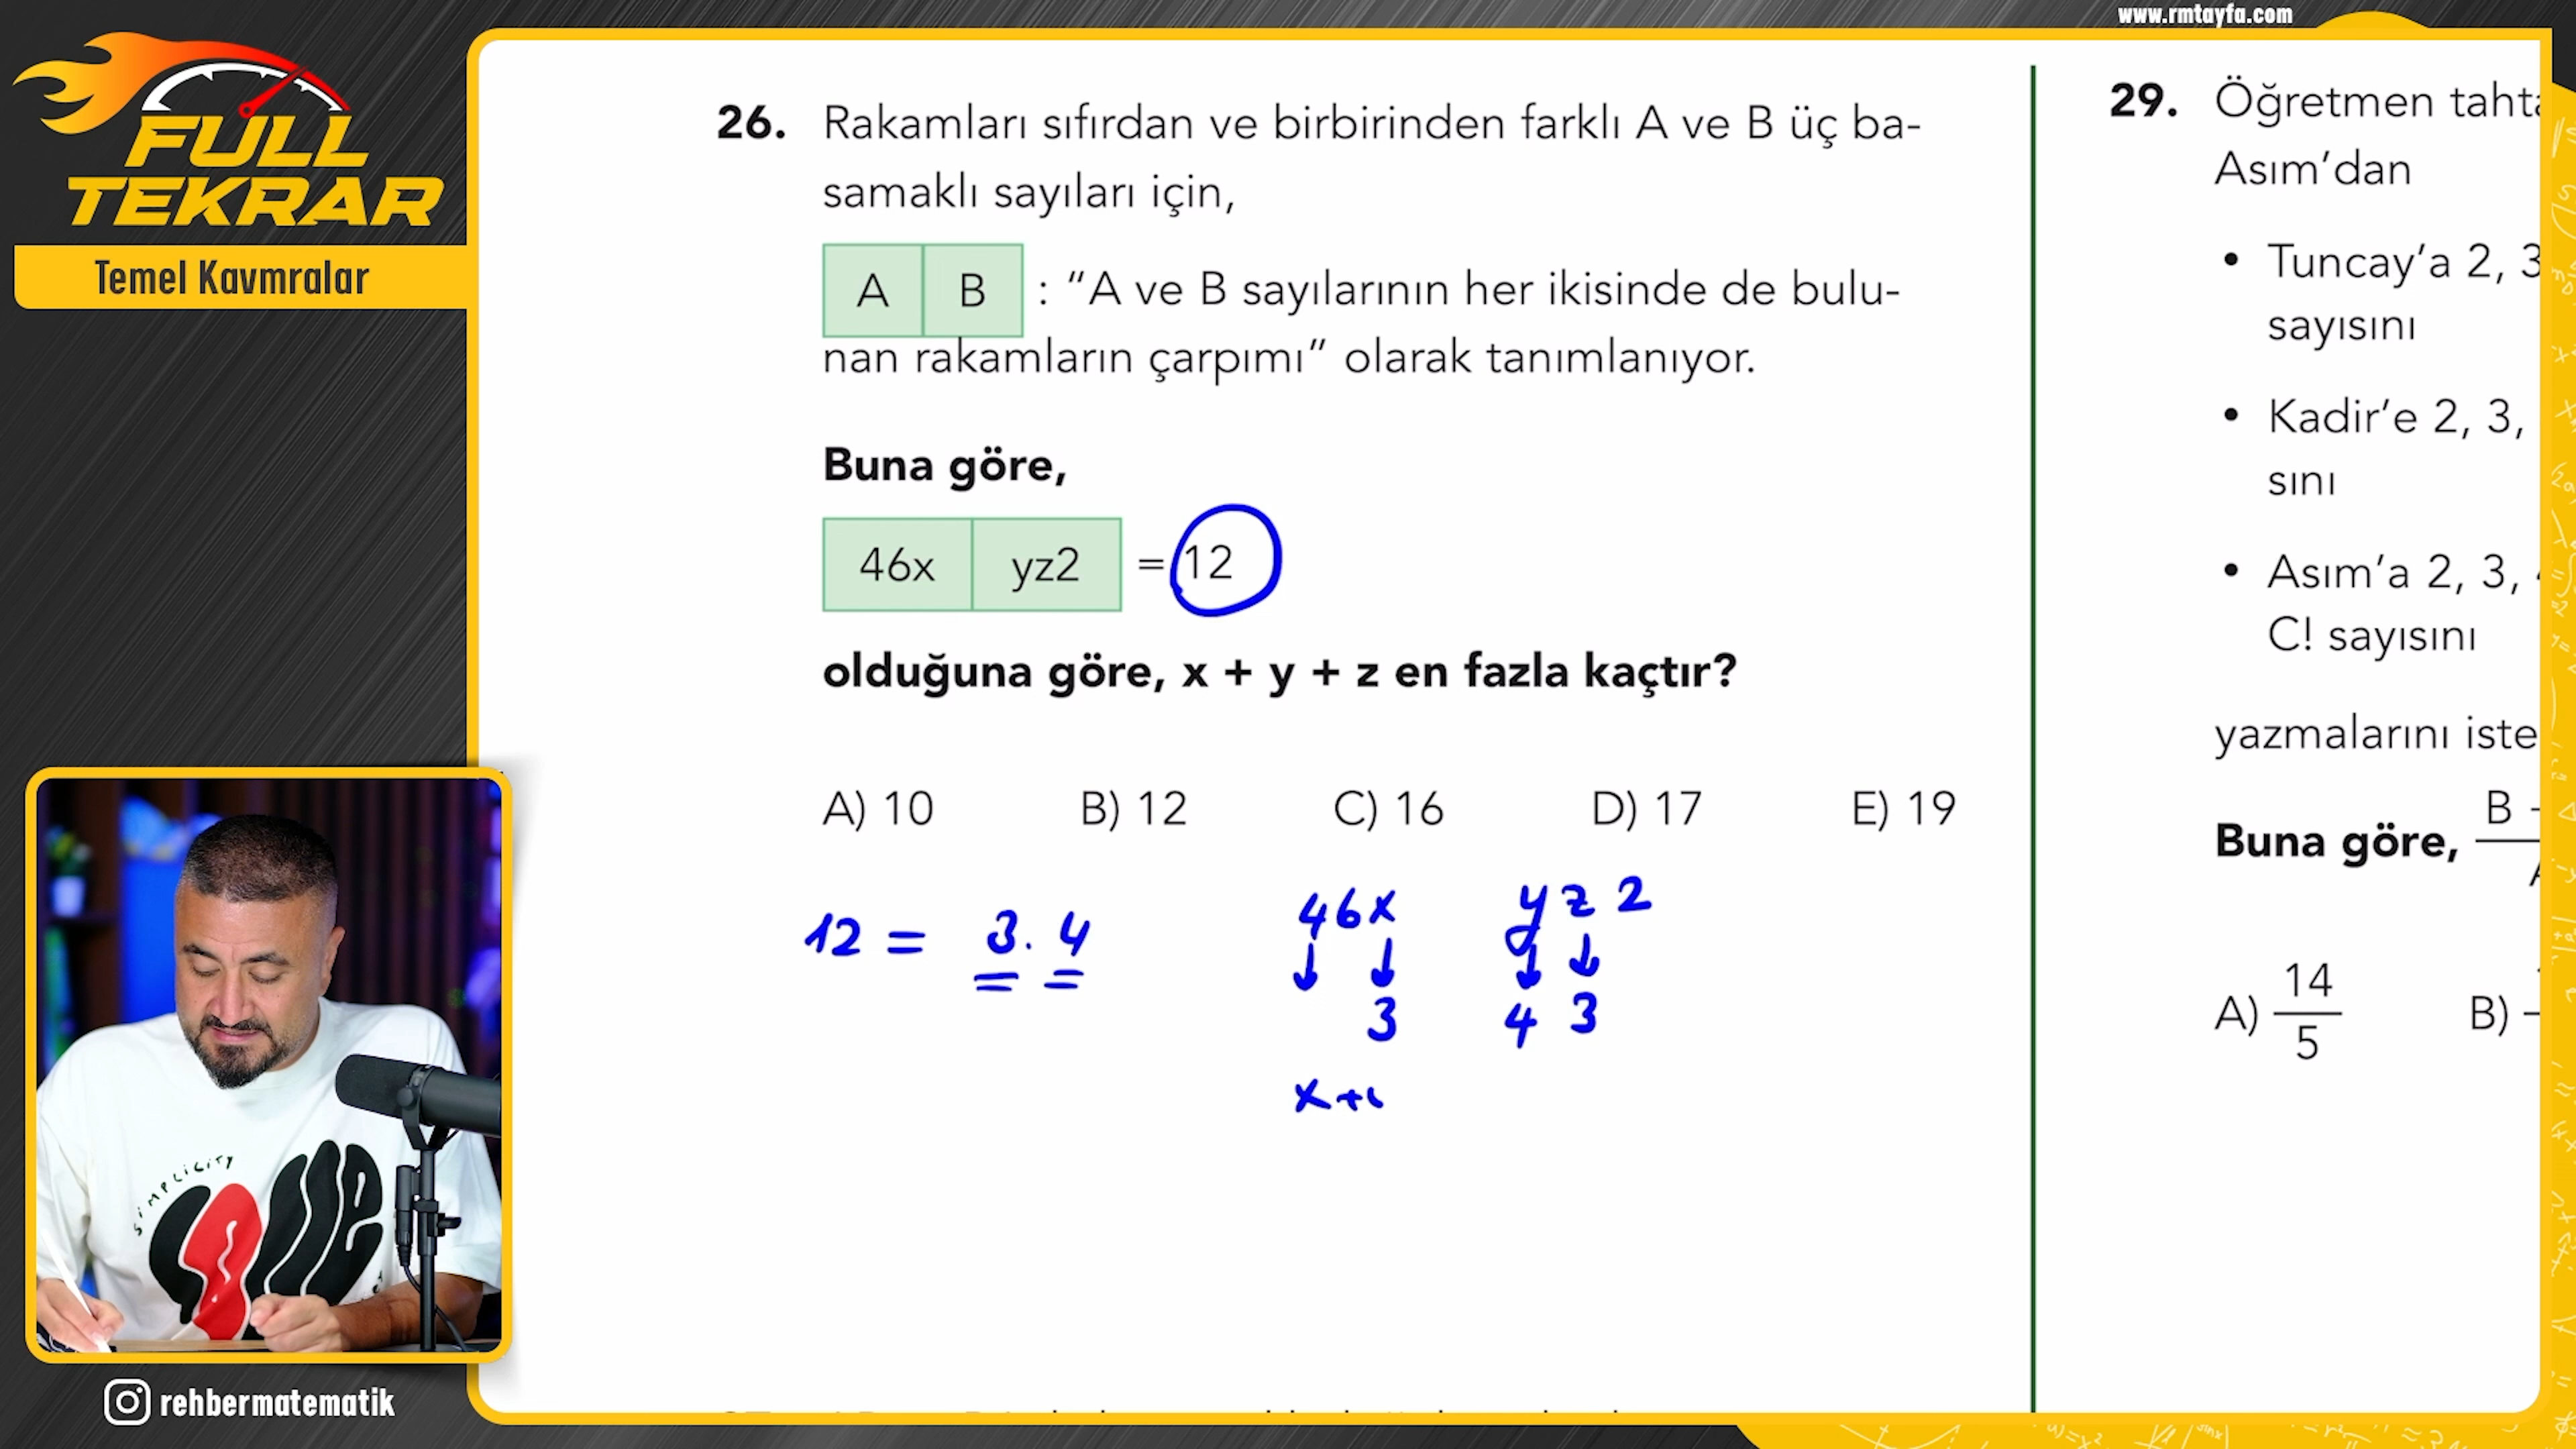 www.rmtayfa.com
FULL
TEKRAR
Temel Kavmralar
26. Rakamları sıfırdan ve birbirinden farklı A ve B üç ba-
samaklı sayıları için,
A B : “A ve B sayılarının her ikisinde de bulu-
nan rakamların çarpımı” olarak tanımlanıyor.
Buna göre,
46x yz2 = 12
olduğuna göre, x + y + z en fazla kaçtır?
A) 10 B) 12 C) 16 D) 17 E) 19
12 = 3 . 4
46x yz2
3 4 3
x +
29. Öğretmen taht
Asım’dan
• Tuncay’a 2, 3
sayısını
• Kadir’e 2, 3,
sını
• Asım’a 2, 3,
C! sayısını
yazmalarını iste
Buna göre, B -
A) 14/5 B)
SIMPLICITY
rehbermatematik